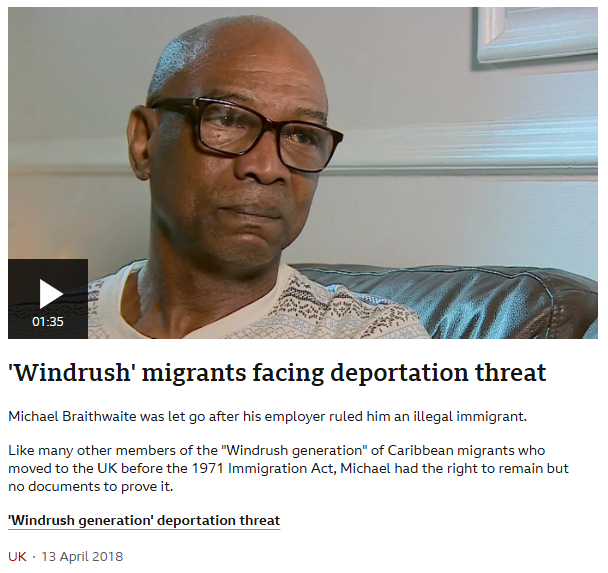 01:35
'Windrush' migrants facing deportation threat
Michael Braithwaite was let go after his employer ruled him an illegal immigrant.
Like many other members of the "Windrush generation" of Caribbean migrants who
moved to the UK before the 1971 Immigration Act, Michael had the right to remain but
no documents to prove it.
'Windrush generation' deportation threat
UK · 13 April 2018